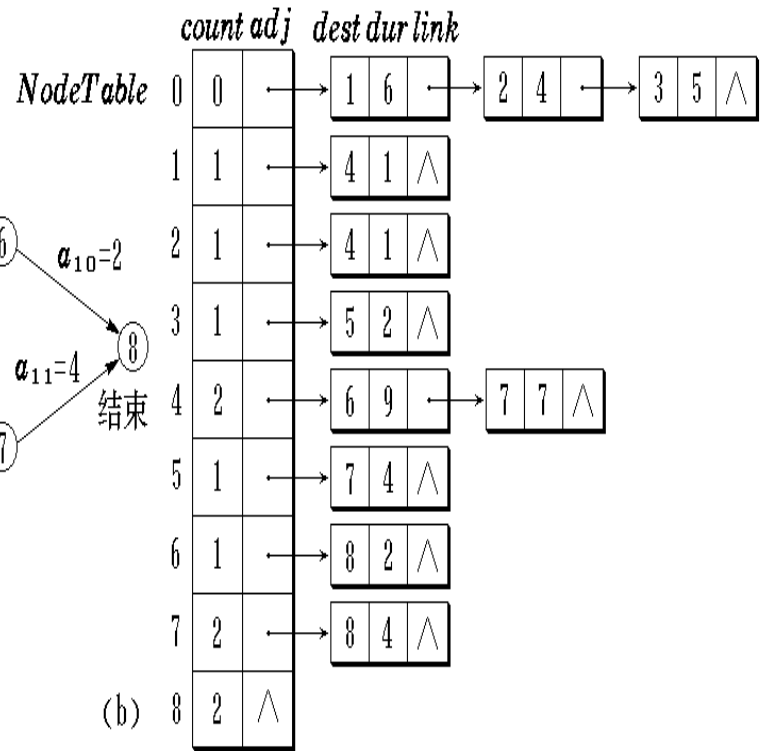 count adj dest dur link
NodeTable 0 0 1 6 2 4 3 5 ∧
1 1 4 1 ∧
2 1 4 1 ∧
6 a10=2
3 1 5 2 ∧
8
a11=4
结束 4 2 6 9 7 7 ∧
7
5 1 7 4 ∧
6 1 8 2 ∧
7 2 8 4 ∧
(b) 8 2 ∧